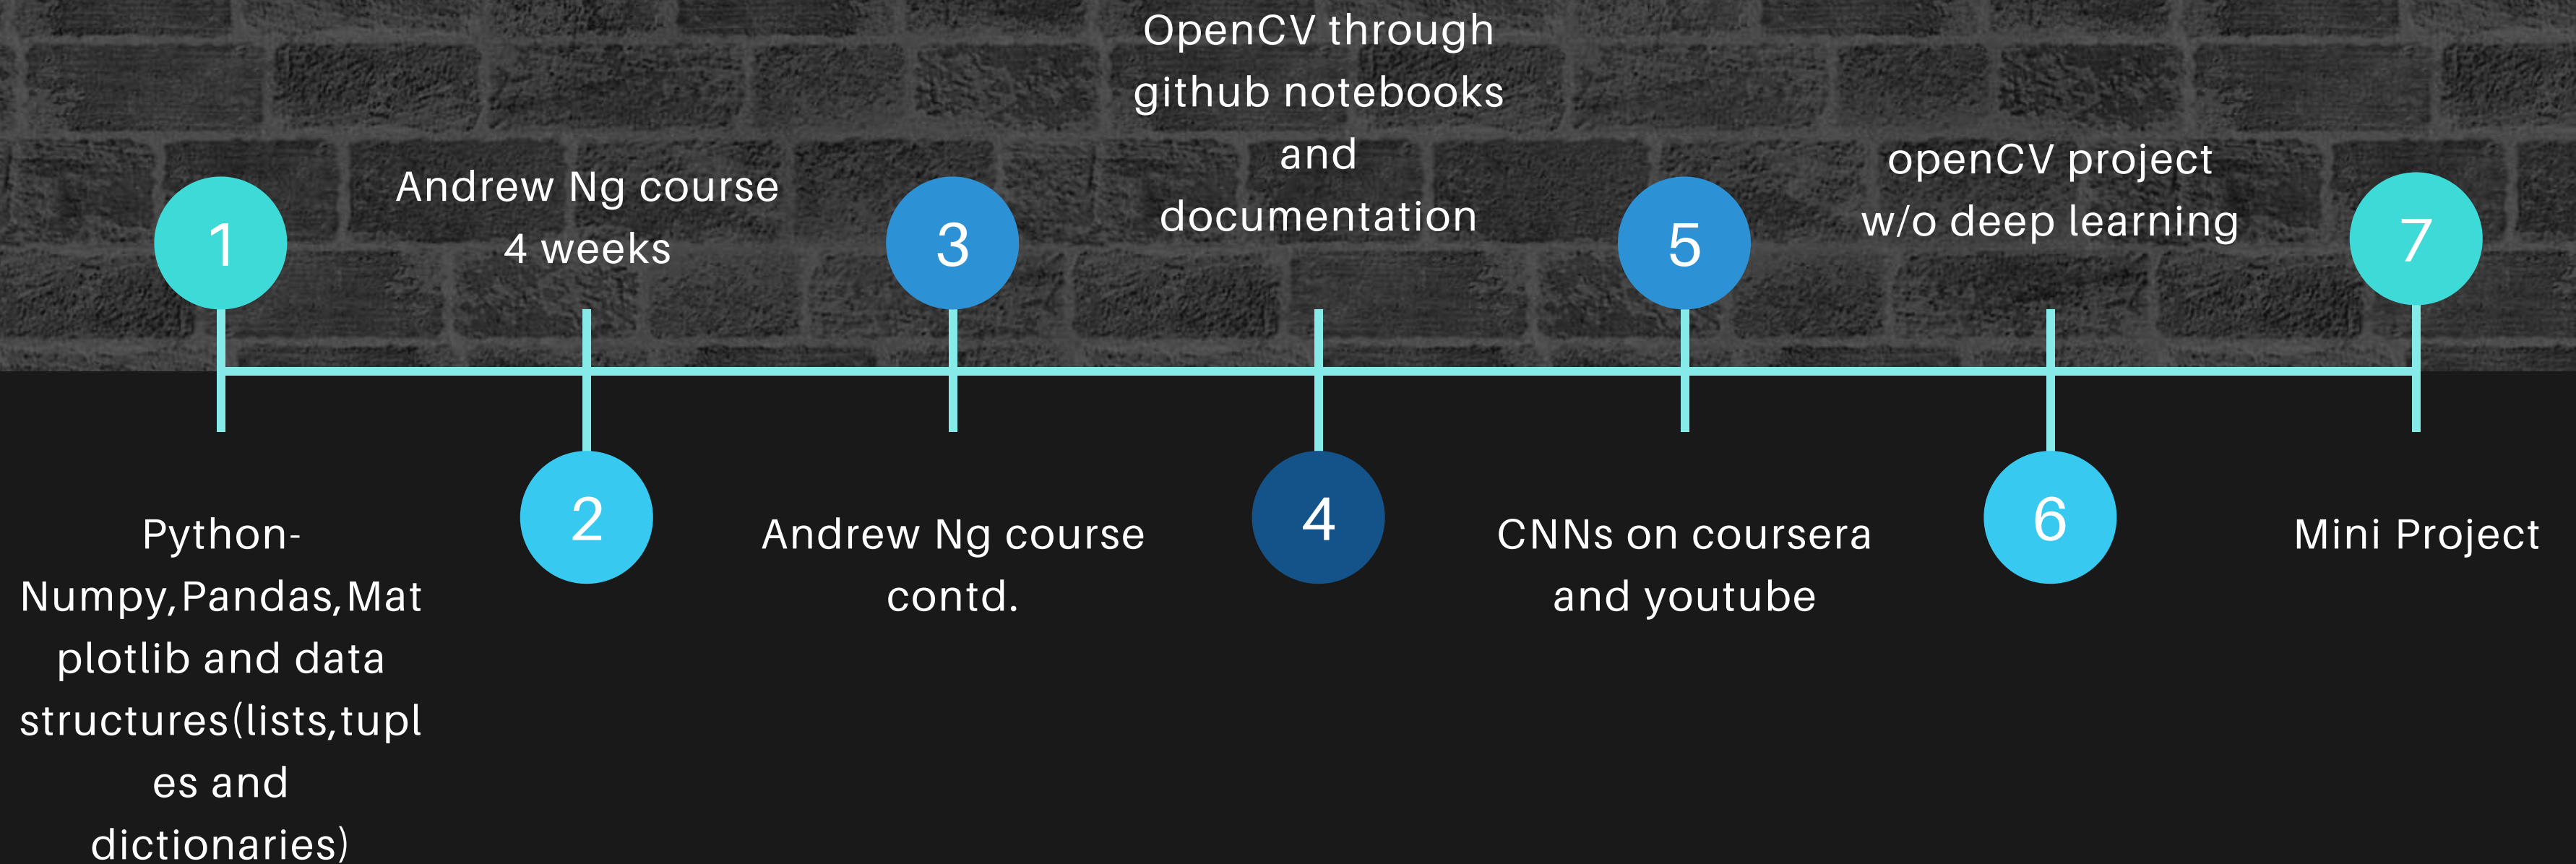 1
Python-
Numpy,Pandas,Mat
plotlib and data
structures(lists,tupl
es and
dictionaries)
Andrew Ng course
4 weeks
2
3
Andrew Ng course
contd.
OpenCV through
github notebooks
and
documentation
4
5
CNNs on coursera
and youtube
openCV project
w/o deep learning
6
7
Mini Project